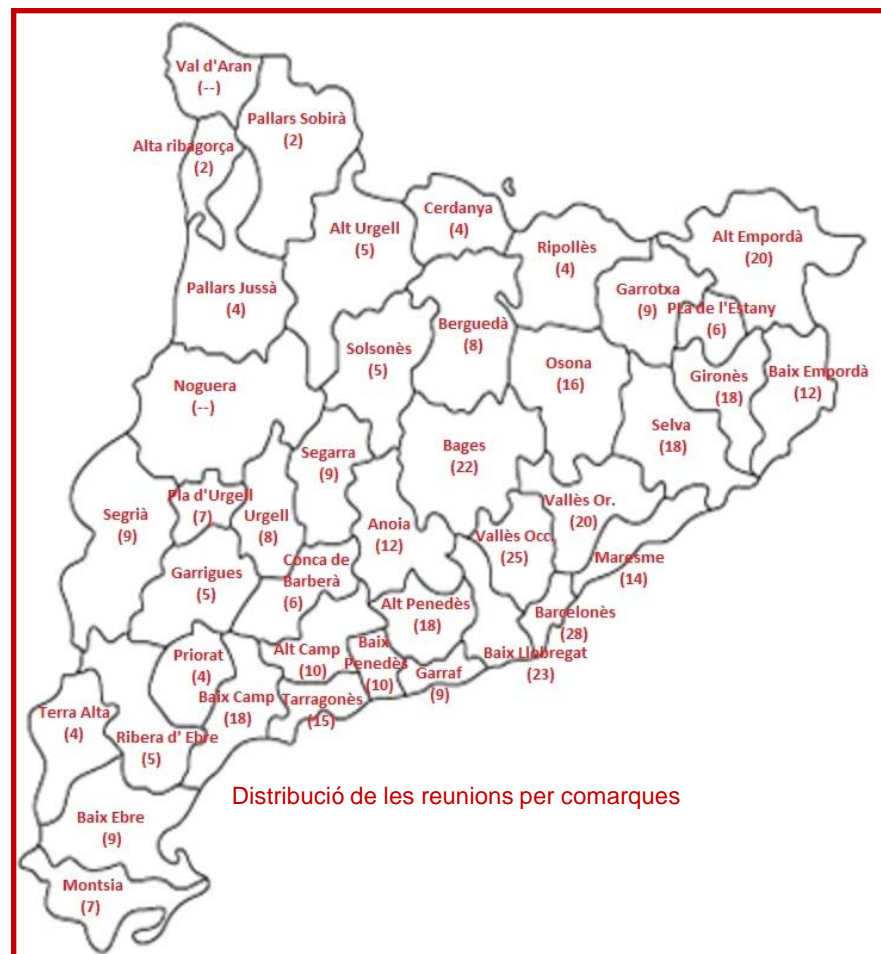 Val d'Aran
(--)
Pallars Sobirà
(2)
Alta ribagorça
(2)
Cerdanya
(4)
Alt Urgell
(5)
Ripollès
(4)
Alt Empordà
(20)
Garrotxa
(9)
PLa de l'Estany
(6)
Pallars Jussà
(4)
Berguedà
(8)
Solsonès
(5)
Osona
(16)
Gironès
(18)
Baix Empordà
(12)
Noguera
(--)
Selva
(18)
Segarra
(9)
Bages
(22)
Pla d'Urgell
(7)
Segrià
(9)
Urgell
(8)
Anoia
(12)
Vallès Or.
(20)
Vallès Occ.
(25)
Maresme
(14)
Garrigues
(5)
Conca de
Barberà
(6)
Alt Penedès
(18)
Barcelonès
(28)
Baix Llobregat
(23)
Priorat
(4)
Alt Camp
(10)
Baix
Penedès
(10)
Garraf
(9)
Baix Camp
(18)
Tarragonès
(15)
Terra Alta
(4)
Ribera d' Ebre
(5)
Distribució de les reunions per comarques
Baix Ebre
(9)
Montsia
(7)